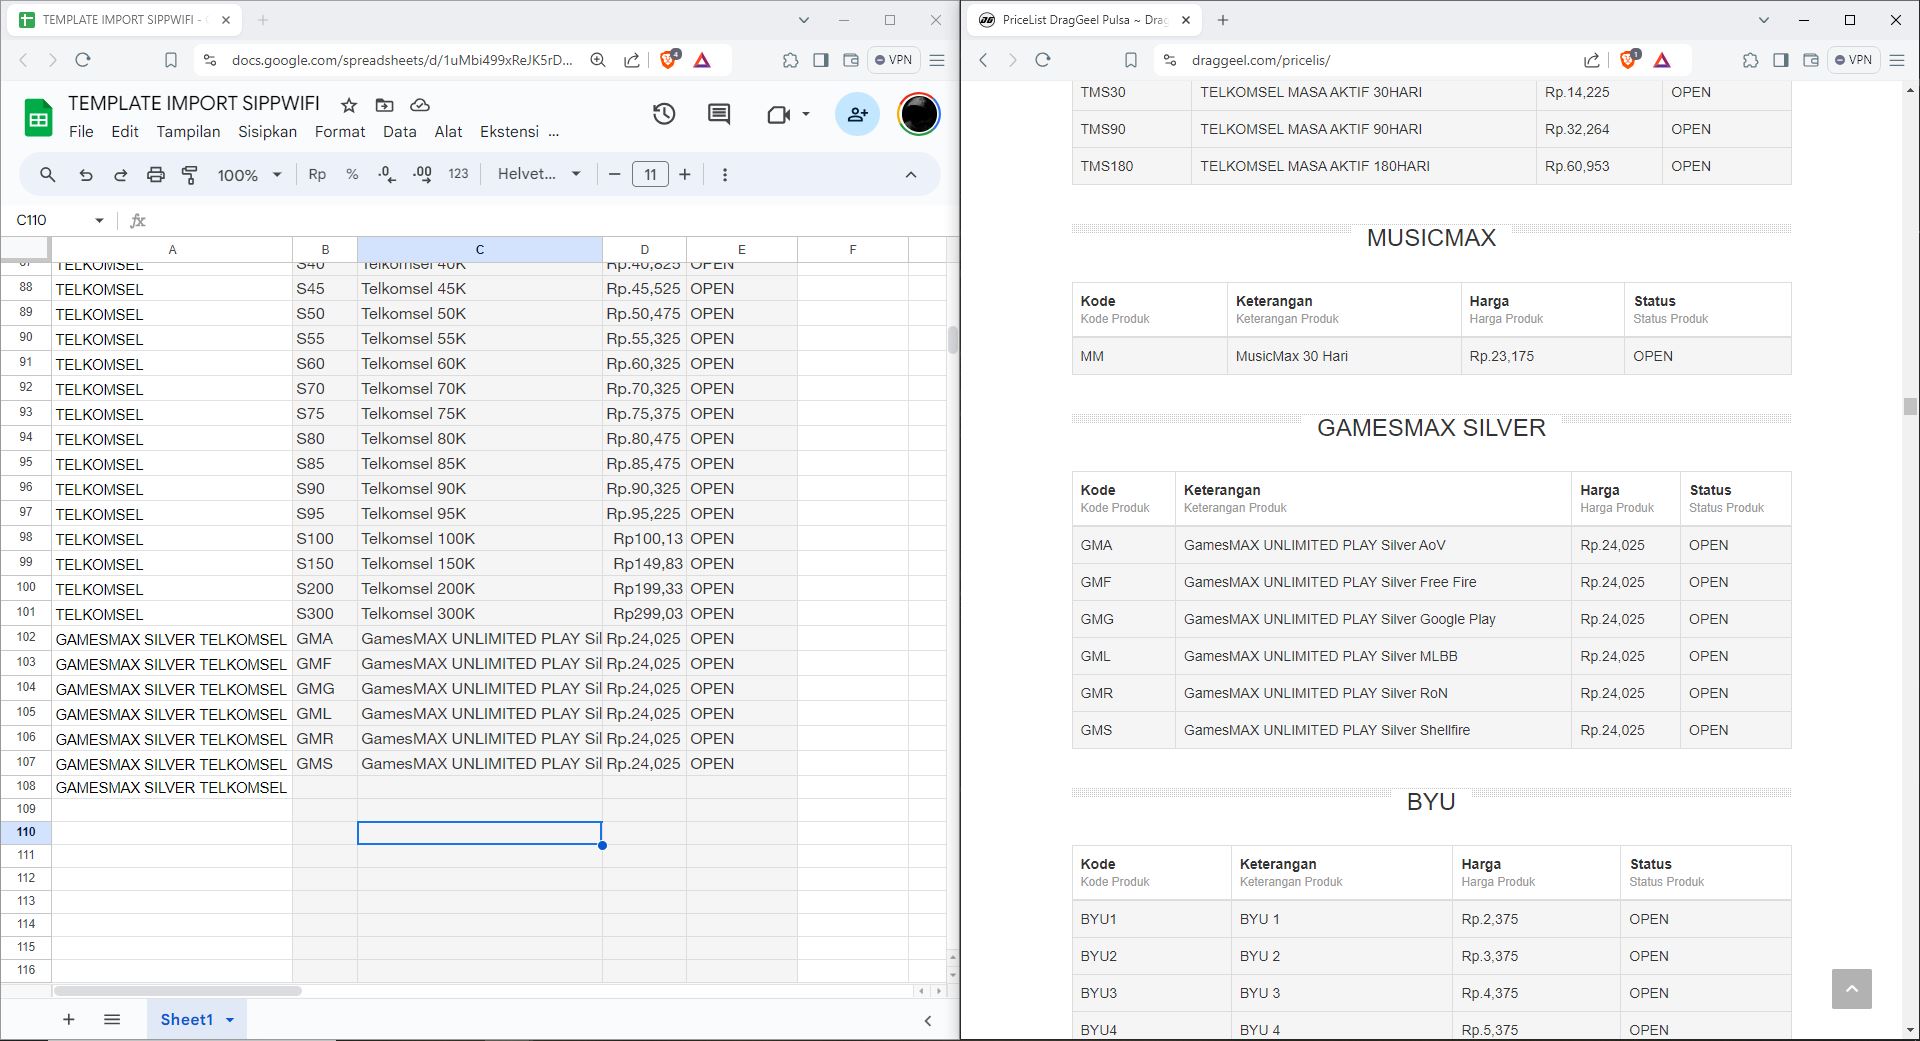 TEMPLATE IMPORT SIPPWIFI -
docs.google.com/spreadsheets/d/1uMbi499xReJK5rD...
4
VPN
TEMPLATE IMPORT SIPPWIFI
File Edit Tampilan Sisipkan Format Data Alat Ekstensi ...
100% Rp % .0 .00 123 Helvet... 11
C110
A B C D E F
87 TELKOMSEL S40 Telkomsel 40K Rp.40,825 OPEN
88 TELKOMSEL S45 Telkomsel 45K Rp.45,525 OPEN
89 TELKOMSEL S50 Telkomsel 50K Rp.50,475 OPEN
90 TELKOMSEL S55 Telkomsel 55K Rp.55,325 OPEN
91 TELKOMSEL S60 Telkomsel 60K Rp.60,325 OPEN
92 TELKOMSEL S70 Telkomsel 70K Rp.70,325 OPEN
93 TELKOMSEL S75 Telkomsel 75K Rp.75,375 OPEN
94 TELKOMSEL S80 Telkomsel 80K Rp.80,475 OPEN
95 TELKOMSEL S85 Telkomsel 85K Rp.85,475 OPEN
96 TELKOMSEL S90 Telkomsel 90K Rp.90,325 OPEN
97 TELKOMSEL S95 Telkomsel 95K Rp.95,225 OPEN
98 TELKOMSEL S100 Telkomsel 100K Rp100,13 OPEN
99 TELKOMSEL S150 Telkomsel 150K Rp149,83 OPEN
100 TELKOMSEL S200 Telkomsel 200K Rp199,33 OPEN
101 TELKOMSEL S300 Telkomsel 300K Rp299,03 OPEN
102 GAMESMAX SILVER TELKOMSEL GMA GamesMAX UNLIMITED PLAY Sil Rp.24,025 OPEN
103 GAMESMAX SILVER TELKOMSEL GMF GamesMAX UNLIMITED PLAY Sil Rp.24,025 OPEN
104 GAMESMAX SILVER TELKOMSEL GMG GamesMAX UNLIMITED PLAY Sil Rp.24,025 OPEN
105 GAMESMAX SILVER TELKOMSEL GML GamesMAX UNLIMITED PLAY Sil Rp.24,025 OPEN
106 GAMESMAX SILVER TELKOMSEL GMR GamesMAX UNLIMITED PLAY Sil Rp.24,025 OPEN
107 GAMESMAX SILVER TELKOMSEL GMS GamesMAX UNLIMITED PLAY Sil Rp.24,025 OPEN
108 GAMESMAX SILVER TELKOMSEL
109
110
111
112
113
114
115
116
Sheet1
PriceList DragGeel Pulsa ~ Drag
draggeel.com/pricelis/
1
VPN
TMS30 TELKOMSEL MASA AKTIF 30HARI Rp.14,225 OPEN
TMS90 TELKOMSEL MASA AKTIF 90HARI Rp.32,264 OPEN
TMS180 TELKOMSEL MASA AKTIF 180HARI Rp.60,953 OPEN
MUSICMAX
Kode Keterangan Harga Status
Kode Produk Keterangan Produk Harga Produk Status Produk
MM MusicMax 30 Hari Rp.23,175 OPEN
GAMESMAX SILVER
Kode Keterangan Harga Status
Kode Produk Keterangan Produk Harga Produk Status Produk
GMA GamesMAX UNLIMITED PLAY Silver AoV Rp.24,025 OPEN
GMF GamesMAX UNLIMITED PLAY Silver Free Fire Rp.24,025 OPEN
GMG GamesMAX UNLIMITED PLAY Silver Google Play Rp.24,025 OPEN
GML GamesMAX UNLIMITED PLAY Silver MLBB Rp.24,025 OPEN
GMR GamesMAX UNLIMITED PLAY Silver RoN Rp.24,025 OPEN
GMS GamesMAX UNLIMITED PLAY Silver Shellfire Rp.24,025 OPEN
BYU
Kode Keterangan Harga Status
Kode Produk Keterangan Produk Harga Produk Status Produk
BYU1 BYU 1 Rp.2,375 OPEN
BYU2 BYU 2 Rp.3,375 OPEN
BYU3 BYU 3 Rp.4,375 OPEN
BYU4 BYU 4 Rp.5,375 OPEN